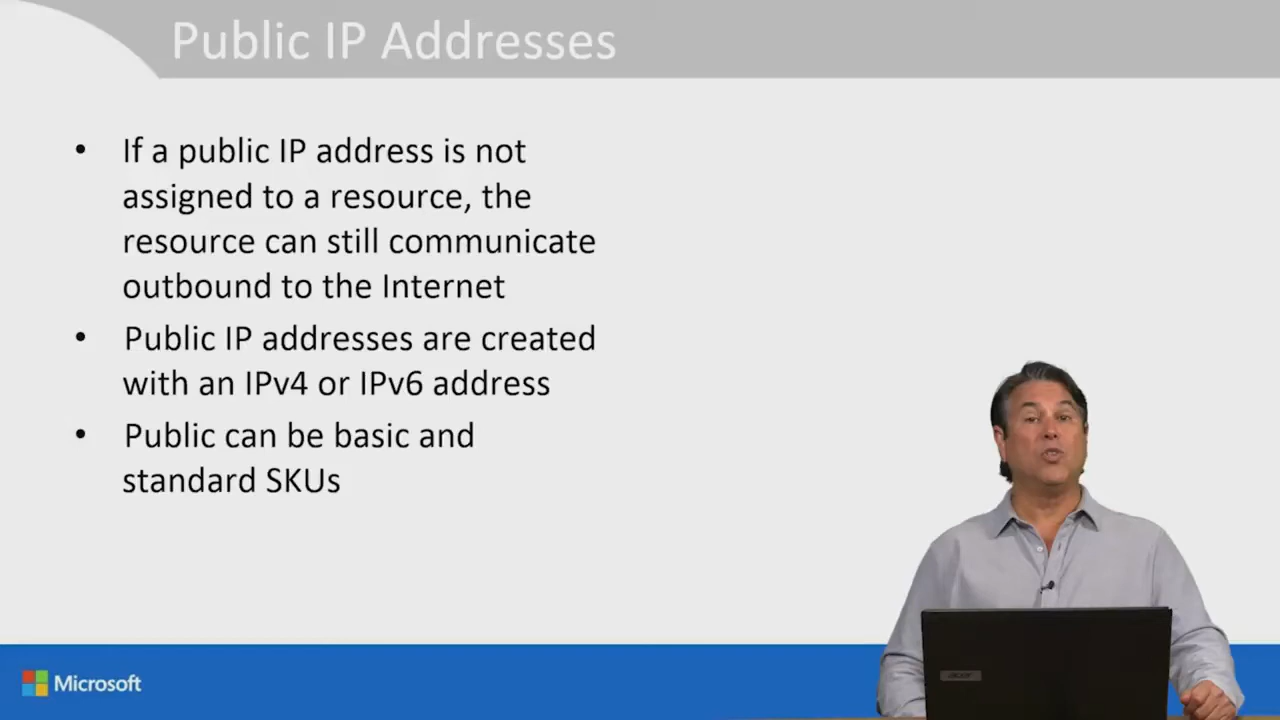 Public IP Addresses
• If a public IP address is not
assigned to a resource, the
resource can still communicate
outbound to the Internet
• Public IP addresses are created
with an IPv4 or IPv6 address
• Public can be basic and
standard SKUs
Microsoft
acer